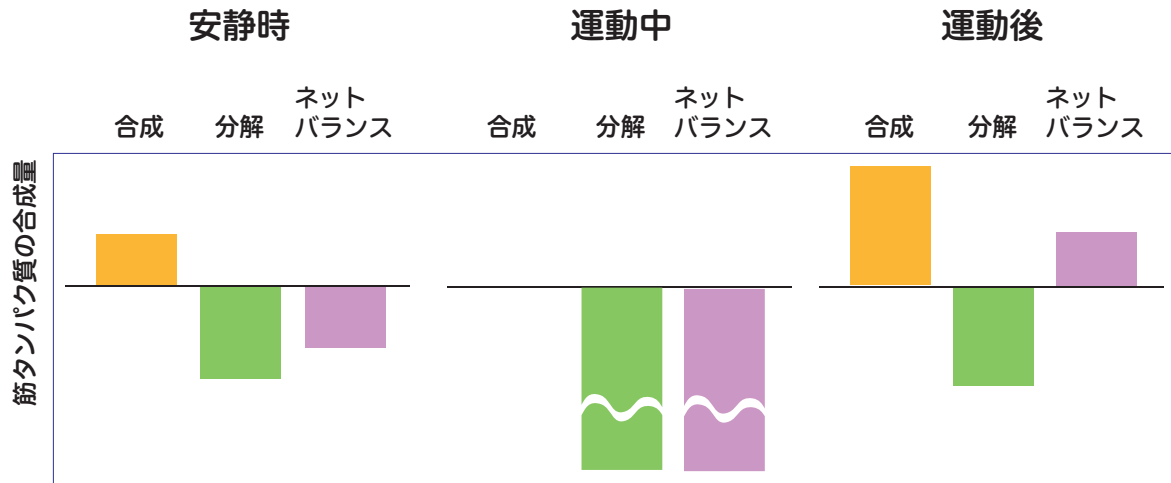 安静時
運動中
運動後
合成
分解
ネット
バランス
合成
分解
ネット
バランス
合成
分解
ネット
バランス
筋タンパク質の合成量